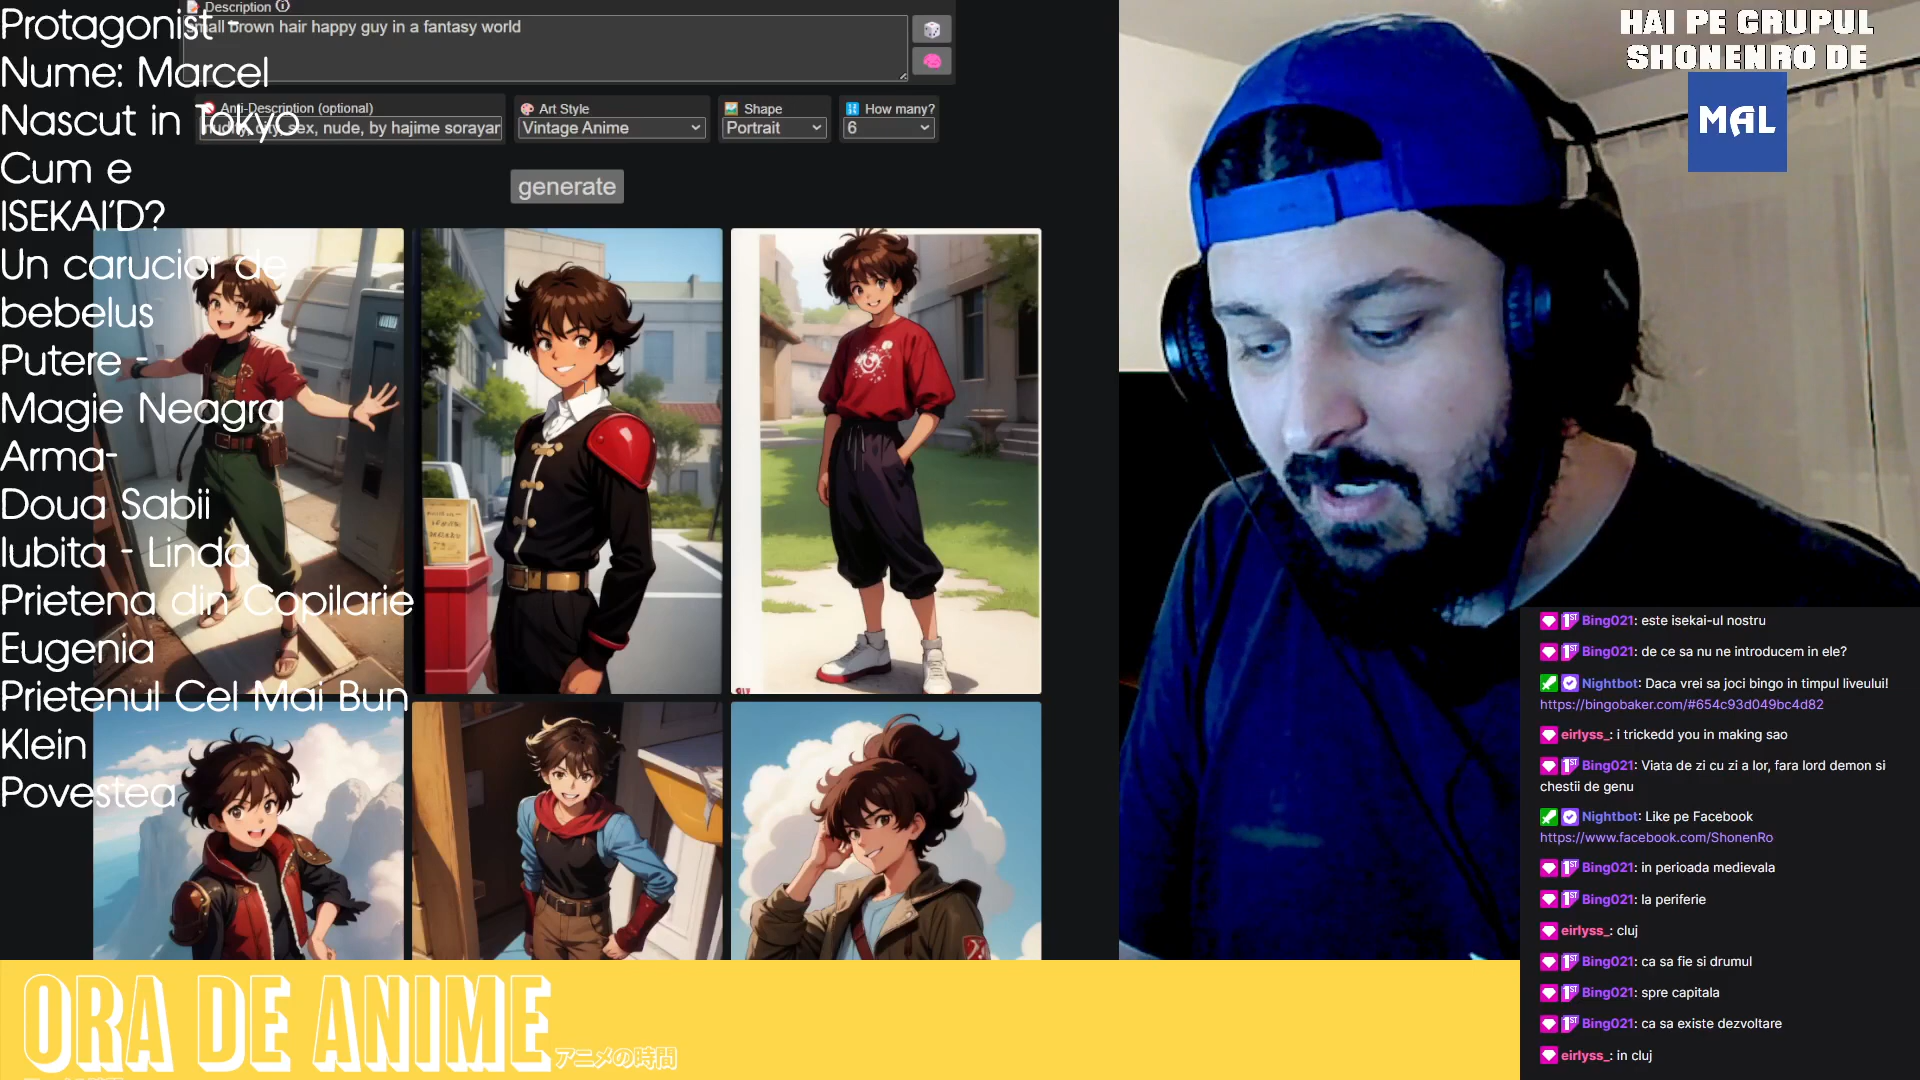 Protagonist -
Nume: Marcel
Nascut in Tokyo
Cum e
ISEKAI'D?
Un carucior de
bebelus
Putere -
Magie Neagra
Arma-
Doua Sabii
Iubita - Linda
Prietena din Copilarie
Eugenia
Prietenul Cel Mai Bun
Klein
Povestea
Description
small brown hair happy guy in a fantasy world
Anti-Description (optional)
nudity, city, sex, nude, by hajime sorayar
Art Style
Vintage Anime
Shape
Portrait
How many?
6
generate
HAI PE GRUPUL
SHONENRO DE
MAL
Bing021: este isekai-ul nostru
Bing021: de ce sa nu ne introducem in ele?
Nightbot: Daca vrei sa joci bingo in timpul liveului!
https://bingobaker.com/#654c93d049bc4d82
eirlyss_: i trickedd you in making sao
Bing021: Viata de zi cu zi a lor, fara lord demon si
chestii de genu
Nightbot: Like pe Facebook
https://www.facebook.com/ShonenRo
Bing021: in perioada medievala
Bing021: la periferie
eirlyss_: cluj
Bing021: ca sa fie si drumul
Bing021: spre capitala
Bing021: ca sa existe dezvoltare
eirlyss_: in cluj
ORA DE ANIME
アニメの時間